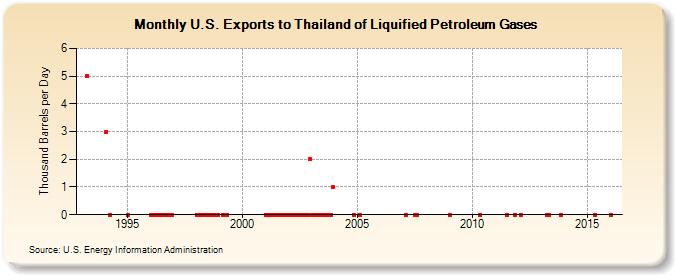 Monthly U.S. Exports to Thailand of Liquified Petroleum Gases
Thousand Barrels per Day
6
5
4
3
2
1
0
1995 2000 2005 2010 2015
Source: U.S. Energy Information Administration